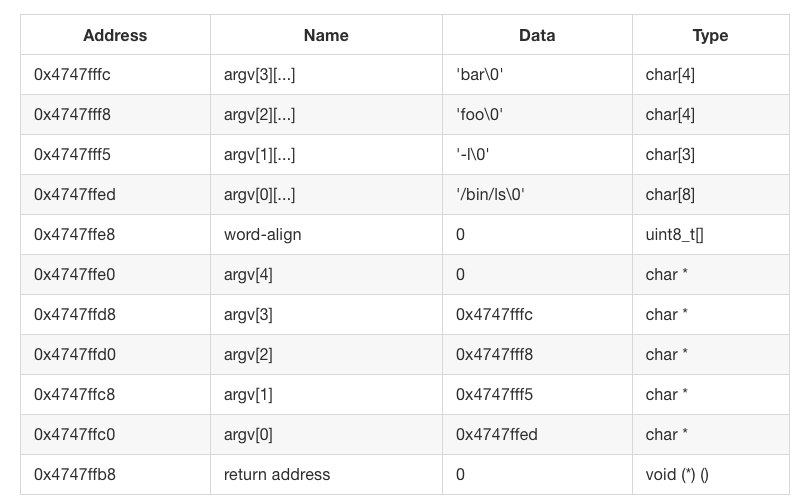 Address Name Data Type
0x4747fffc argv[3][...] 'bar\0' char[4]
0x4747fff8 argv[2][...] 'foo\0' char[4]
0x4747fff5 argv[1][...] '-l\0' char[3]
0x4747ffed argv[0][...] '/bin/ls\0' char[8]
0x4747ffe8 word-align 0 uint8_t[]
0x4747ffe0 argv[4] 0 char *
0x4747ffd8 argv[3] 0x4747fffc char *
0x4747ffd0 argv[2] 0x4747fff8 char *
0x4747ffc8 argv[1] 0x4747fff5 char *
0x4747ffc0 argv[0] 0x4747ffed char *
0x4747ffb8 return address 0 void (*) ()